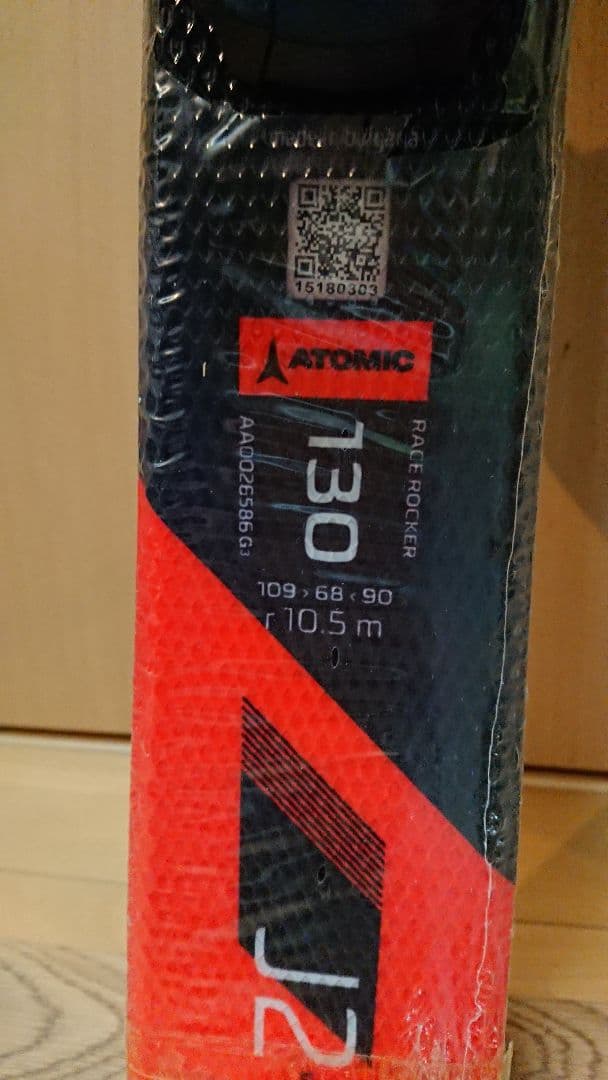 made in bulgaria
15180303
ATOMIC
RACE ROCKER
130
AA0026586 G3
109 › 68 ‹ 90
r 10.5 m
J2